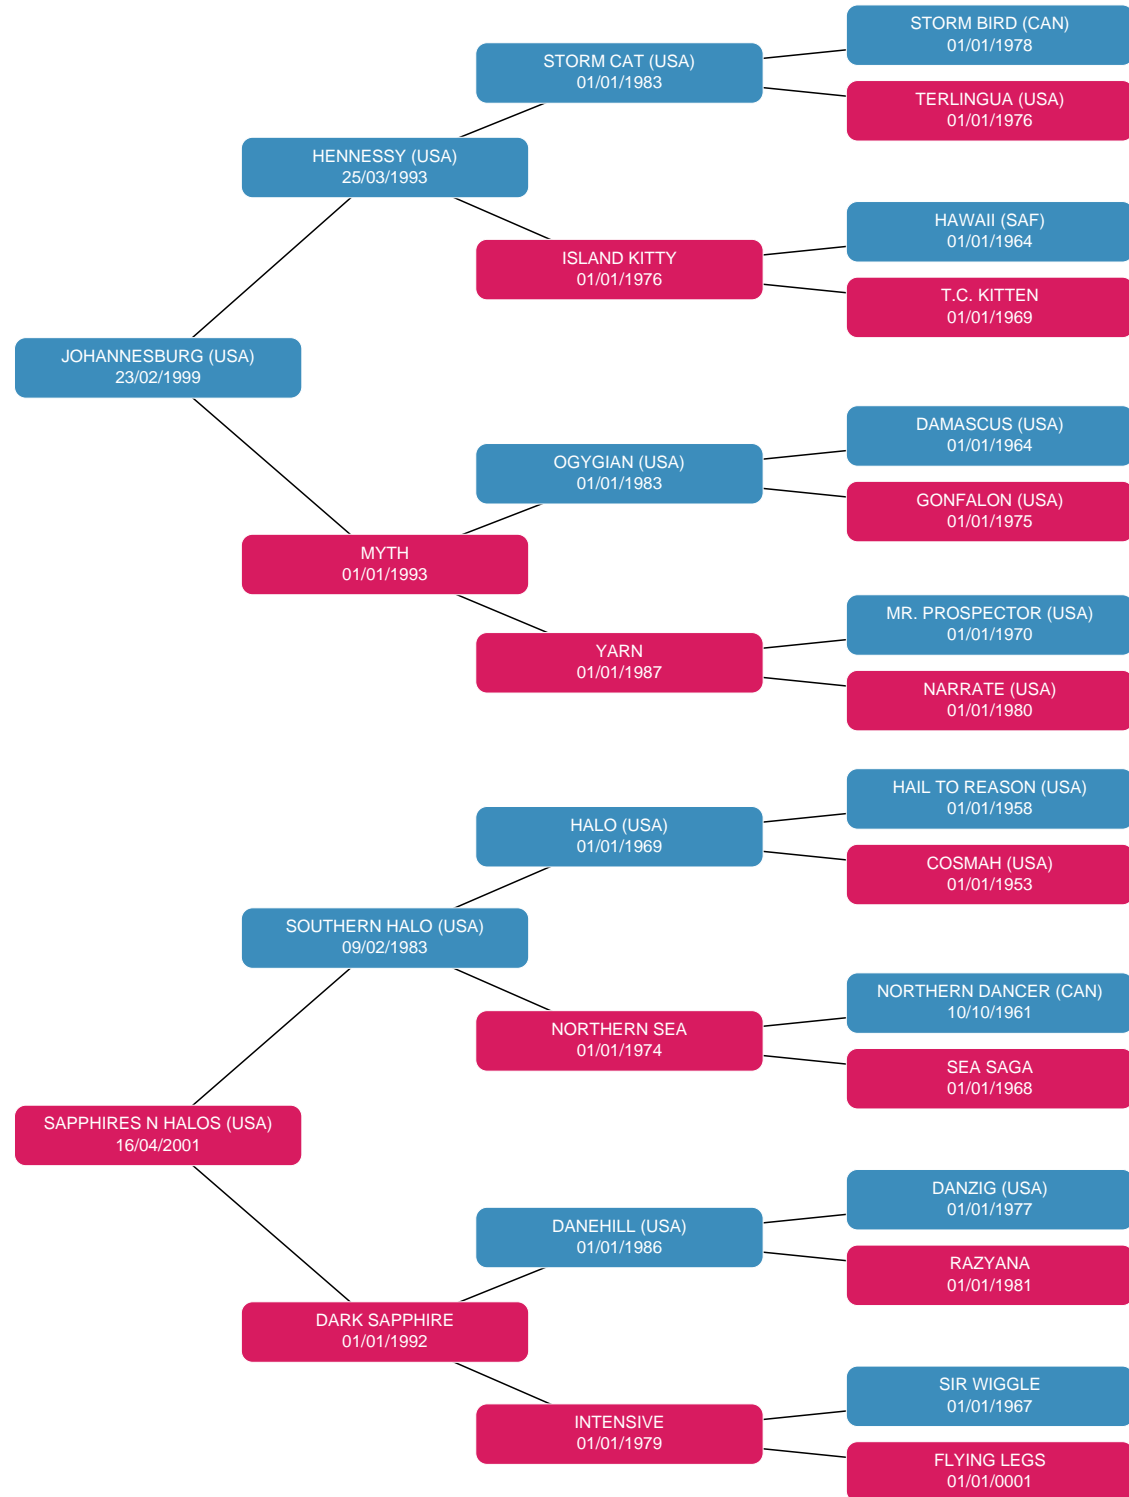 STORM BIRD (CAN)
01/01/1978
STORM CAT (USA)
01/01/1983
TERLINGUA (USA)
01/01/1976
HENNESSY (USA)
25/03/1993
HAWAII (SAF)
01/01/1964
ISLAND KITTY
01/01/1976
T.C. KITTEN
01/01/1969
JOHANNESBURG (USA)
23/02/1999
DAMASCUS (USA)
01/01/1964
OGYGIAN (USA)
01/01/1983
GONFALON (USA)
01/01/1975
MYTH
01/01/1993
MR. PROSPECTOR (USA)
01/01/1970
YARN
01/01/1987
NARRATE (USA)
01/01/1980
HAIL TO REASON (USA)
01/01/1958
HALO (USA)
01/01/1969
COSMAH (USA)
01/01/1953
SOUTHERN HALO (USA)
09/02/1983
NORTHERN DANCER (CAN)
10/10/1961
NORTHERN SEA
01/01/1974
SEA SAGA
01/01/1968
SAPPHIRES N HALOS (USA)
16/04/2001
DANZIG (USA)
01/01/1977
DANEHILL (USA)
01/01/1986
RAZYANA
01/01/1981
DARK SAPPHIRE
01/01/1992
SIR WIGGLE
01/01/1967
INTENSIVE
01/01/1979
FLYING LEGS
01/01/0001